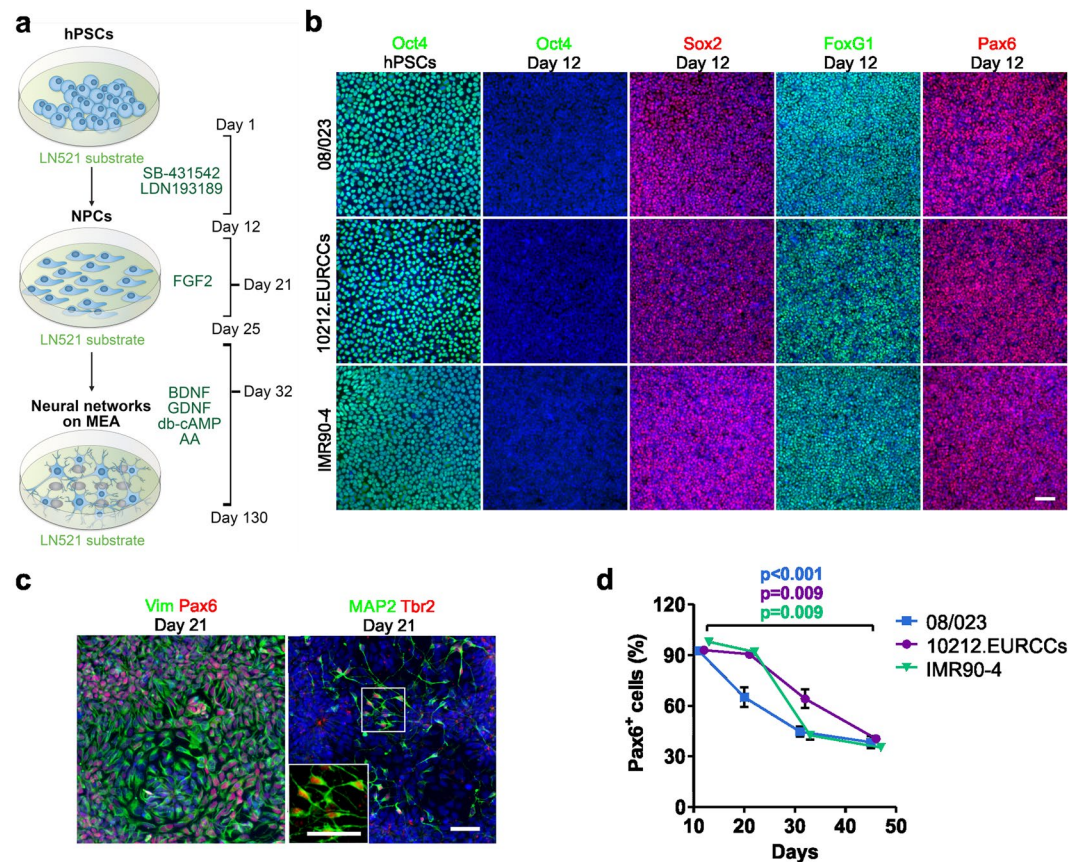 a
hPSCs
LN521 substrate
Day 1
SB-431542
LDN193189
NPCs
Day 12
FGF2
Day 21
LN521 substrate
Day 25
Day 32
BDNF
GDNF
db-cAMP
AA
Neural networks
on MEA
Day 130
LN521 substrate
b
Oct4
hPSCs
Oct4
Day 12
Sox2
Day 12
FoxG1
Day 12
Pax6
Day 12
08/023
10212.EURCCs
IMR90-4
c
Vim Pax6
Day 21
MAP2 Tbr2
Day 21
d
p<0.001
p=0.009
p=0.009
08/023
10212.EURCCs
IMR90-4
Pax6+ cells (%)
120
90
60
30
0
10 20 30 40 50
Days